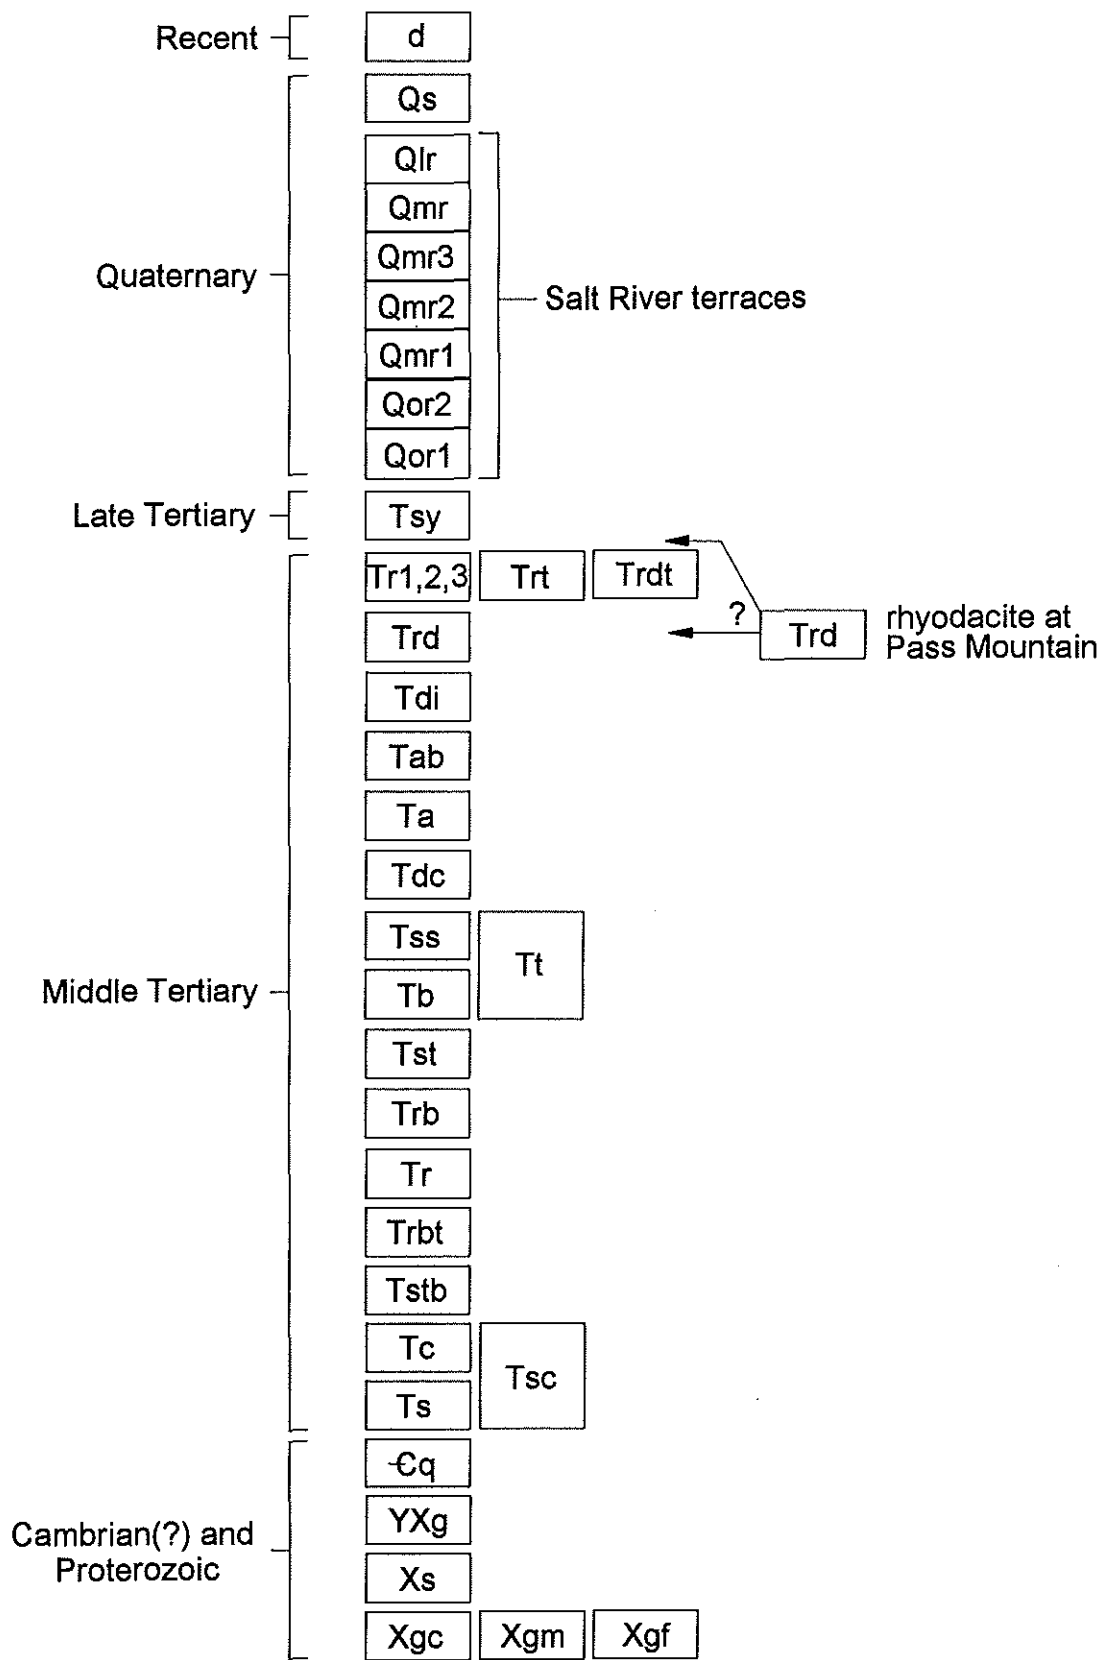 Recent
d
Qs
Qlr
Qmr
Qmr3
Quaternary
Qmr2
Salt River terraces
Qmr1
Qor2
Qor1
Late Tertiary
Tsy
Tr1,2,3 Trt Trdt
Trd
?
Trd
rhyodacite at
Pass Mountain
Tdi
Tab
Ta
Tdc
Tss
Tt
Middle Tertiary
Tb
Tst
Trb
Tr
Trbt
Tstb
Tc
Tsc
Ts
Ꞓq
YXg
Cambrian(?) and
Proterozoic
Xs
Xgc Xgm Xgf